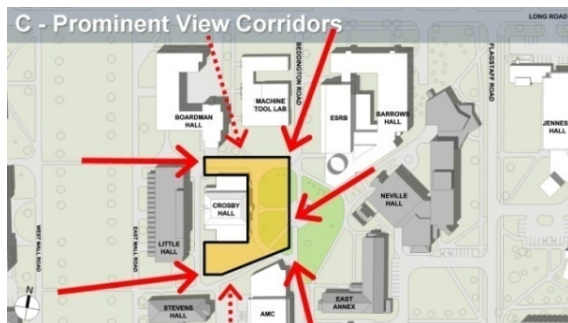 C - Prominent View Corridors
LONG ROAD
BEDDINGTON ROAD
FLAGSTAFF ROAD
BOARDMAN
HALL
MACHINE
TOOL LAB
ESRB
BARROWS
HALL
JENNESS
HALL
CROSBY
HALL
NEVILLE
HALL
WEST MALL ROAD
EAST MALL ROAD
LITTLE
HALL
N
STEVENS
HALL
AMC
EAST
ANNEX